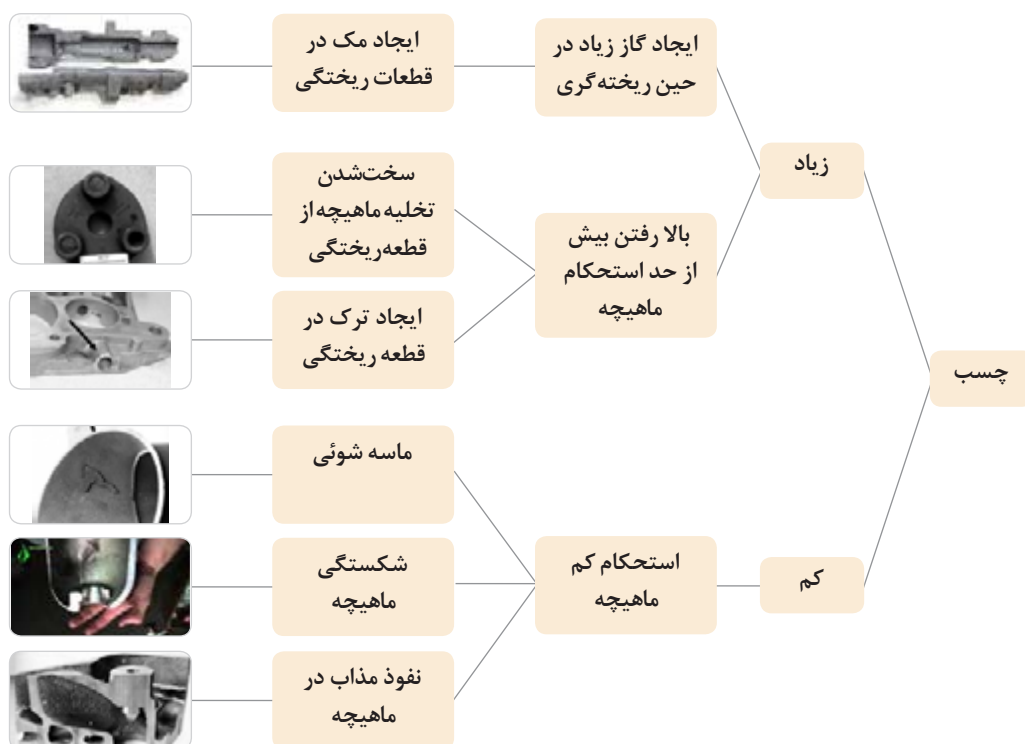 چسب
زیاد
ایجاد گاز زیاد در
حین ریخته‌گری
ایجاد مک در
قطعات ریختگی
بالا رفتن بیش
از حد استحکام
ماهیچه
سخت‌شدن
تخلیه ماهیچه از
قطعه‌ریختگی
ایجاد ترک در
قطعه ریختگی
کم
استحکام کم
ماهیچه
ماسه شوئی
شکستگی
ماهیچه
نفوذ مذاب در
ماهیچه